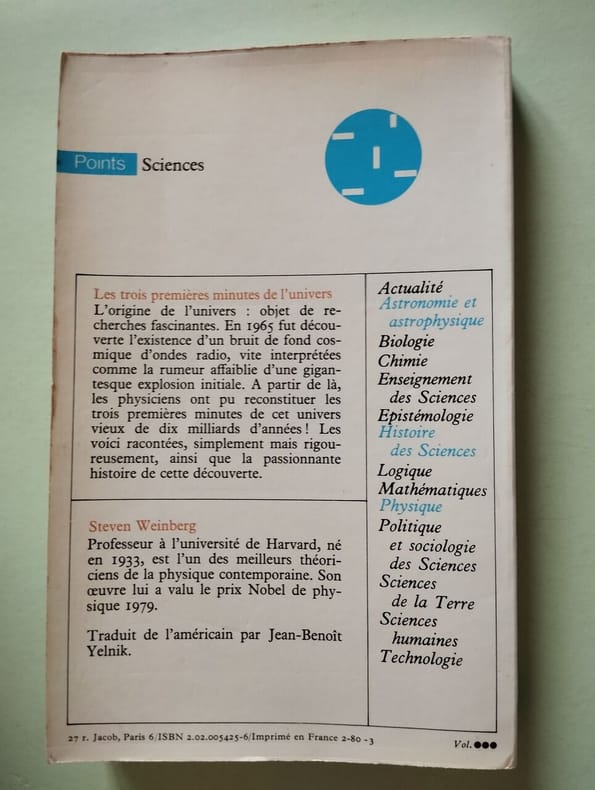 Points Sciences
Les trois premières minutes de l'univers
L'origine de l'univers : objet de re-
cherches fascinantes. En 1965 fut décou-
verte l'existence d'un bruit de fond cos-
mique d'ondes radio, vite interprétées
comme la rumeur affaiblie d'une gigan-
tesque explosion initiale. A partir de là,
les physiciens ont pu reconstituer les
trois premières minutes de cet univers
vieux de dix milliards d'années! Les
voici racontées, simplement mais rigou-
reusement, ainsi que la passionnante
histoire de cette découverte.
Steven Weinberg
Professeur à l'université de Harvard, né
en 1933, est l'un des meilleurs théori-
ciens de la physique contemporaine. Son
œuvre lui a valu le prix Nobel de phy-
sique 1979.
Traduit de l'américain par Jean-Benoît
Yelnik.
Actualité
Astronomie et
astrophysique
Biologie
Chimie
Enseignement
des Sciences
Epistémologie
Histoire
des Sciences
Logique
Mathématiques
Physique
Politique
et sociologie
des Sciences
Sciences
de la Terre
Sciences
humaines
Technologie
27 r. Jacob, Paris 6/ISBN 2.02.005425-6/Imprimé en France 2-80-3
Vol.●●●